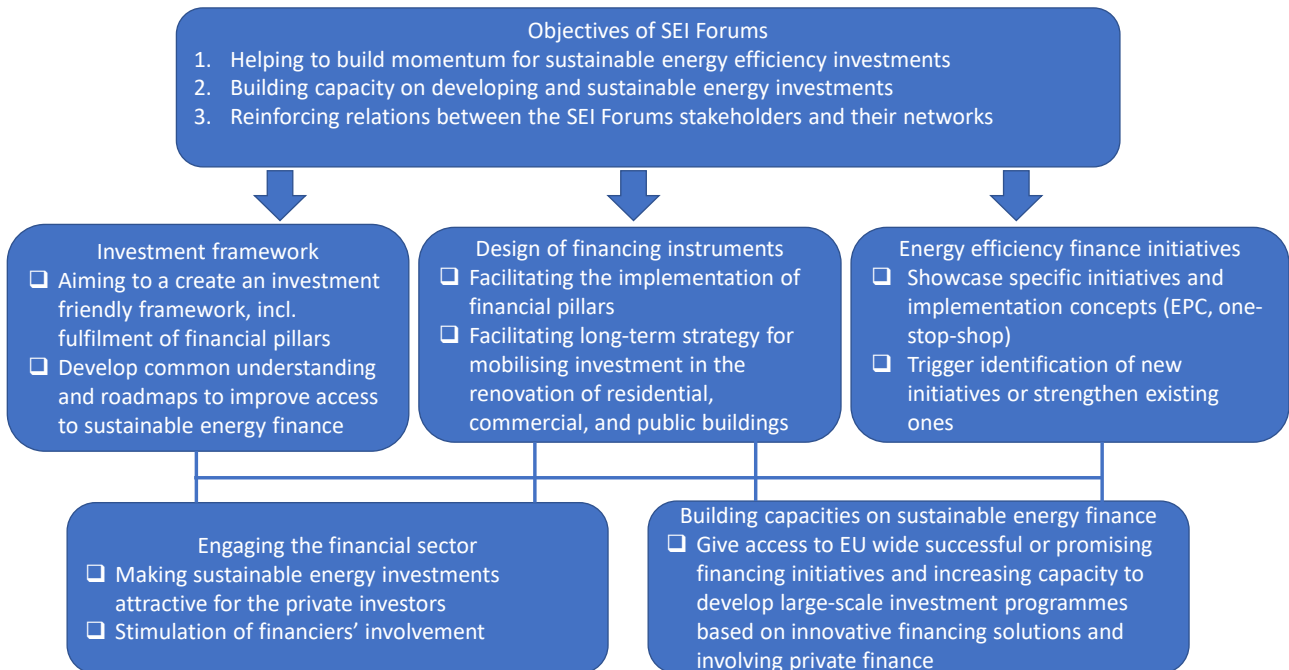 Objectives of SEI Forums
1. Helping to build momentum for sustainable energy efficiency investments
2. Building capacity on developing and sustainable energy investments
3. Reinforcing relations between the SEI Forums stakeholders and their networks
Investment framework
❑ Aiming to a create an investment
friendly framework, incl.
fulfilment of financial pillars
❑ Develop common understanding
and roadmaps to improve access
to sustainable energy finance
Design of financing instruments
❑ Facilitating the implementation of
financial pillars
❑ Facilitating long-term strategy for
mobilising investment in the
renovation of residential,
commercial, and public buildings
Energy efficiency finance initiatives
❑ Showcase specific initiatives and
implementation concepts (EPC, one-
stop-shop)
❑ Trigger identification of new
initiatives or strengthen existing
ones
Engaging the financial sector
❑ Making sustainable energy investments
attractive for the private investors
❑ Stimulation of financiers’ involvement
Building capacities on sustainable energy finance
❑ Give access to EU wide successful or promising
financing initiatives and increasing capacity to
develop large-scale investment programmes
based on innovative financing solutions and
involving private finance